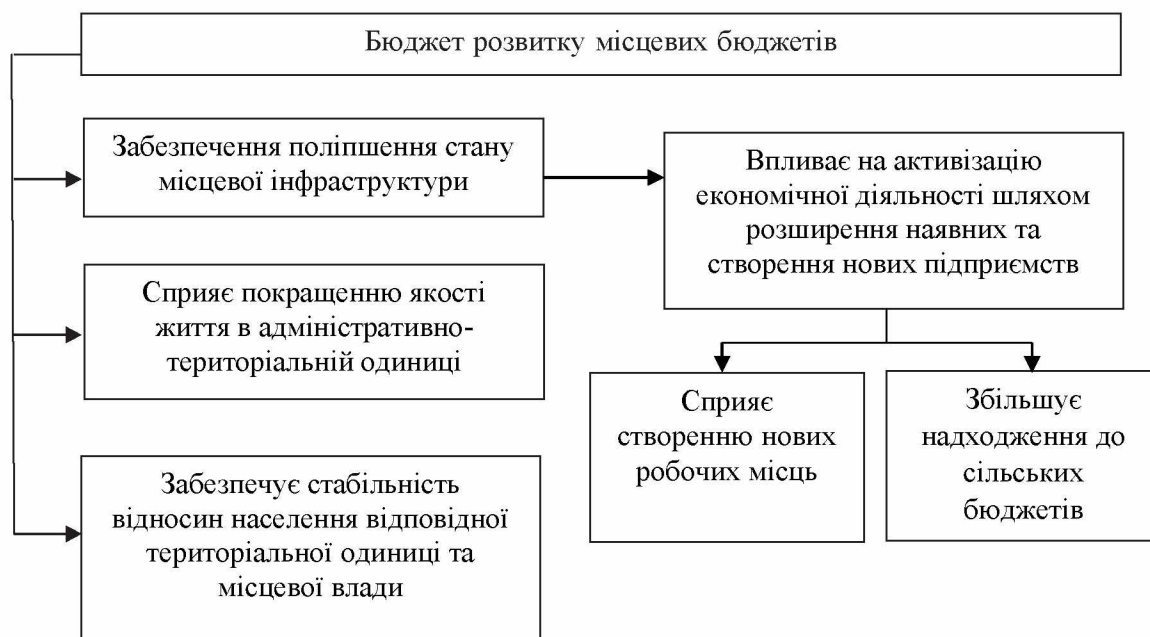 Бюджет розвитку місцевих бюджетів
Забезпечення поліпшення стану
місцевої інфраструктури
Впливає на активізацію
економічної діяльності шляхом
розширення наявних та
створення нових підприємств
Сприяє покращенню якості
життя в адміністративно-
територіальній одиниці
Сприяє
створенню нових
робочих місць
Збільшує
надходження до
сільських
бюджетів
Забезпечує стабільність
відносин населення відповідної
територіальної одиниці та
місцевої влади